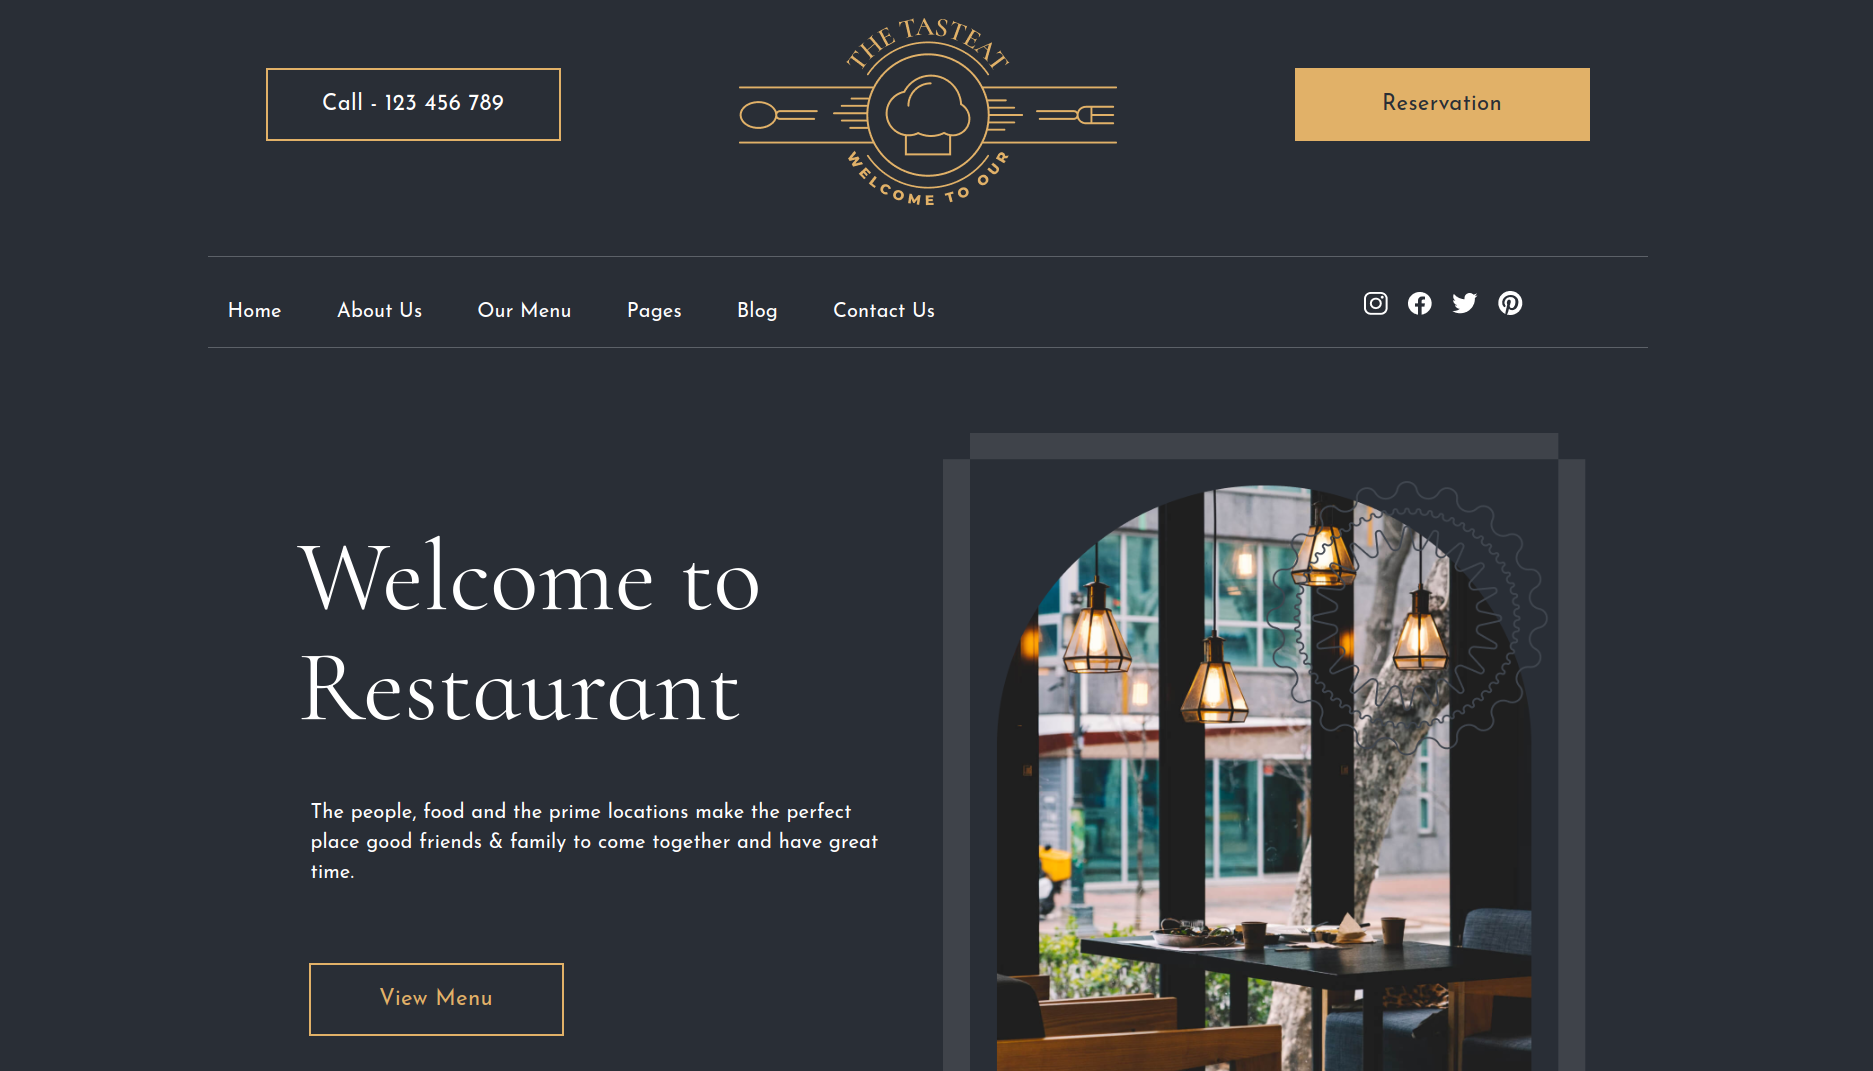 THE TASTEAT
WELCOME TO OUR
Call - 123 456 789
Reservation
Home About Us Our Menu Pages Blog Contact Us
Welcome to
Restaurant
The people, food and the prime locations make the perfect
place good friends & family to come together and have great
time.
View Menu